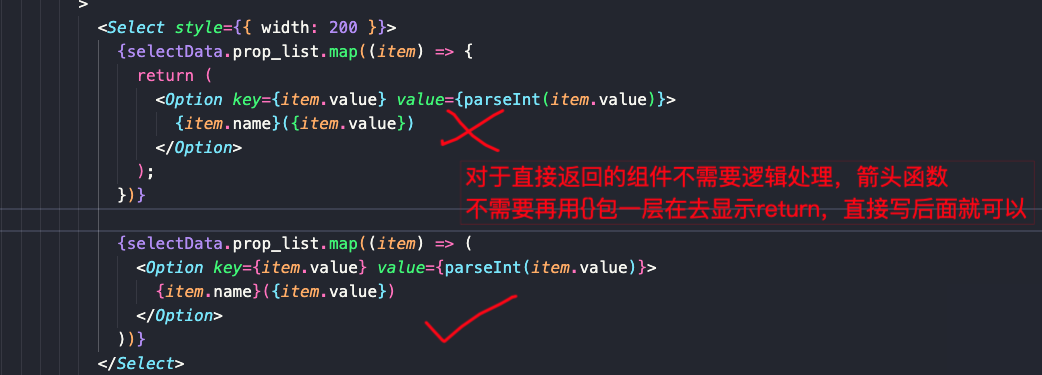 >
<Select style={{ width: 200 }}>
{selectData.prop_list.map((item) => {
return (
<Option key={item.value} value={parseInt(item.value)}>
{item.name}({item.value})
</Option>
);
})}
对于直接返回的组件不需要逻辑处理，箭头函数
不需要再用{}包一层在去显示return，直接写后面就可以
{selectData.prop_list.map((item) => (
<Option key={item.value} value={parseInt(item.value)}>
{item.name}({item.value})
</Option>
))}
</Select>